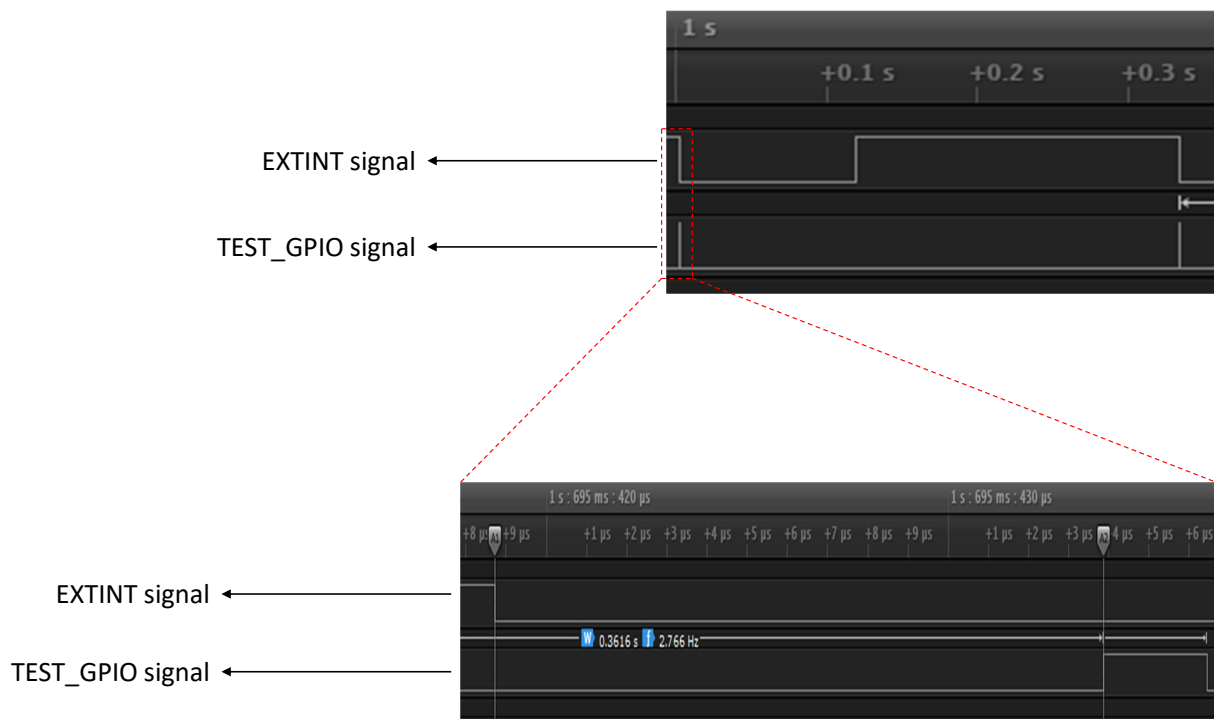 1 s
+0.1 s +0.2 s +0.3 s
EXTINT signal
TEST_GPIO signal
1 s : 695 ms : 420 µs 1 s : 695 ms : 430 µs
+8 µs A1 +9 µs +1 µs +2 µs +3 µs +4 µs +5 µs +6 µs +7 µs +8 µs +9 µs +1 µs +2 µs +3 µs A2 4 µs +5 µs +6 µs
EXTINT signal
W 0.3616 s f 2.766 Hz
TEST_GPIO signal